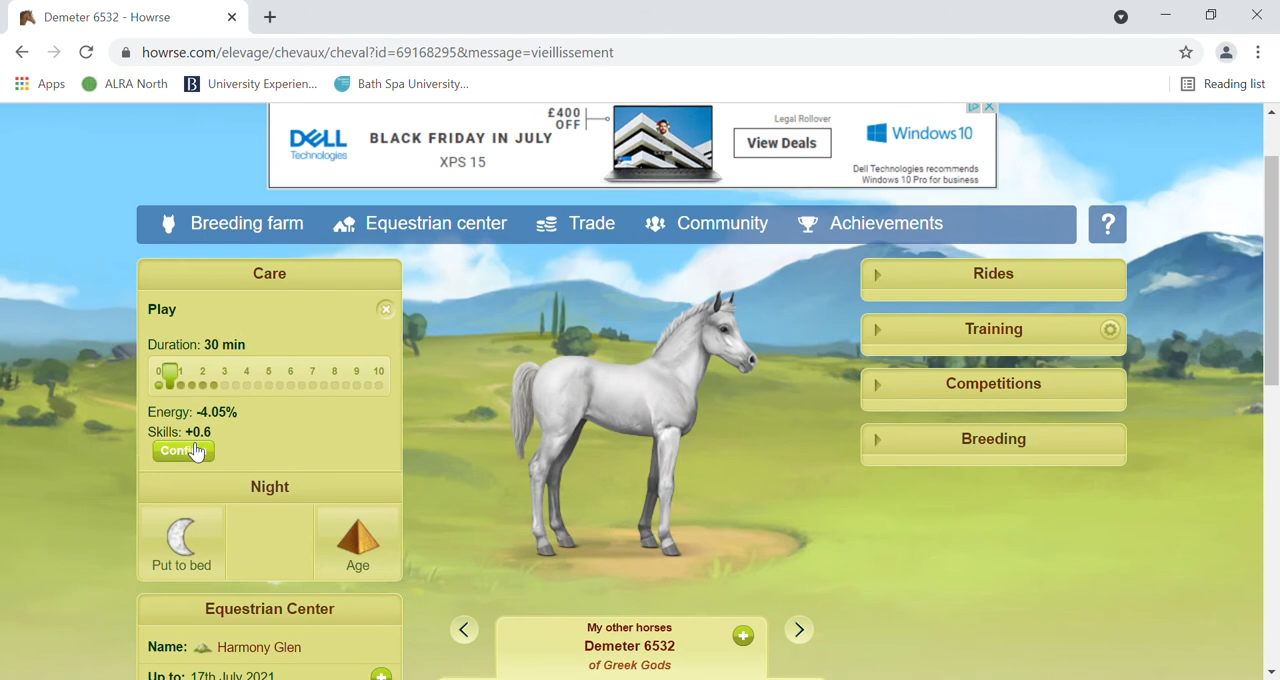 Demeter 6532 - Howrse
howrse.com/elevage/chevaux/cheval?id=69168295&message=vieillissement
Apps ALRA North University Experien... Bath Spa University... Reading list
DELL Technologies
BLACK FRIDAY IN JULY
XPS 15
£400 OFF
Legal Rollover
View Deals
Windows 10
Dell Technologies recommends
Windows 10 Pro for business
Breeding farm Equestrian center Trade Community Achievements ?
Care
Play
Duration: 30 min
0 1 2 3 4 5 6 7 8 9 10
Energy: -4.05%
Skills: +0.6
Night
Put to bed Age
Equestrian Center
Name: Harmony Glen
Up to: 17th July 2021
Rides
Training
Competitions
Breeding
My other horses
Demeter 6532
of Greek Gods